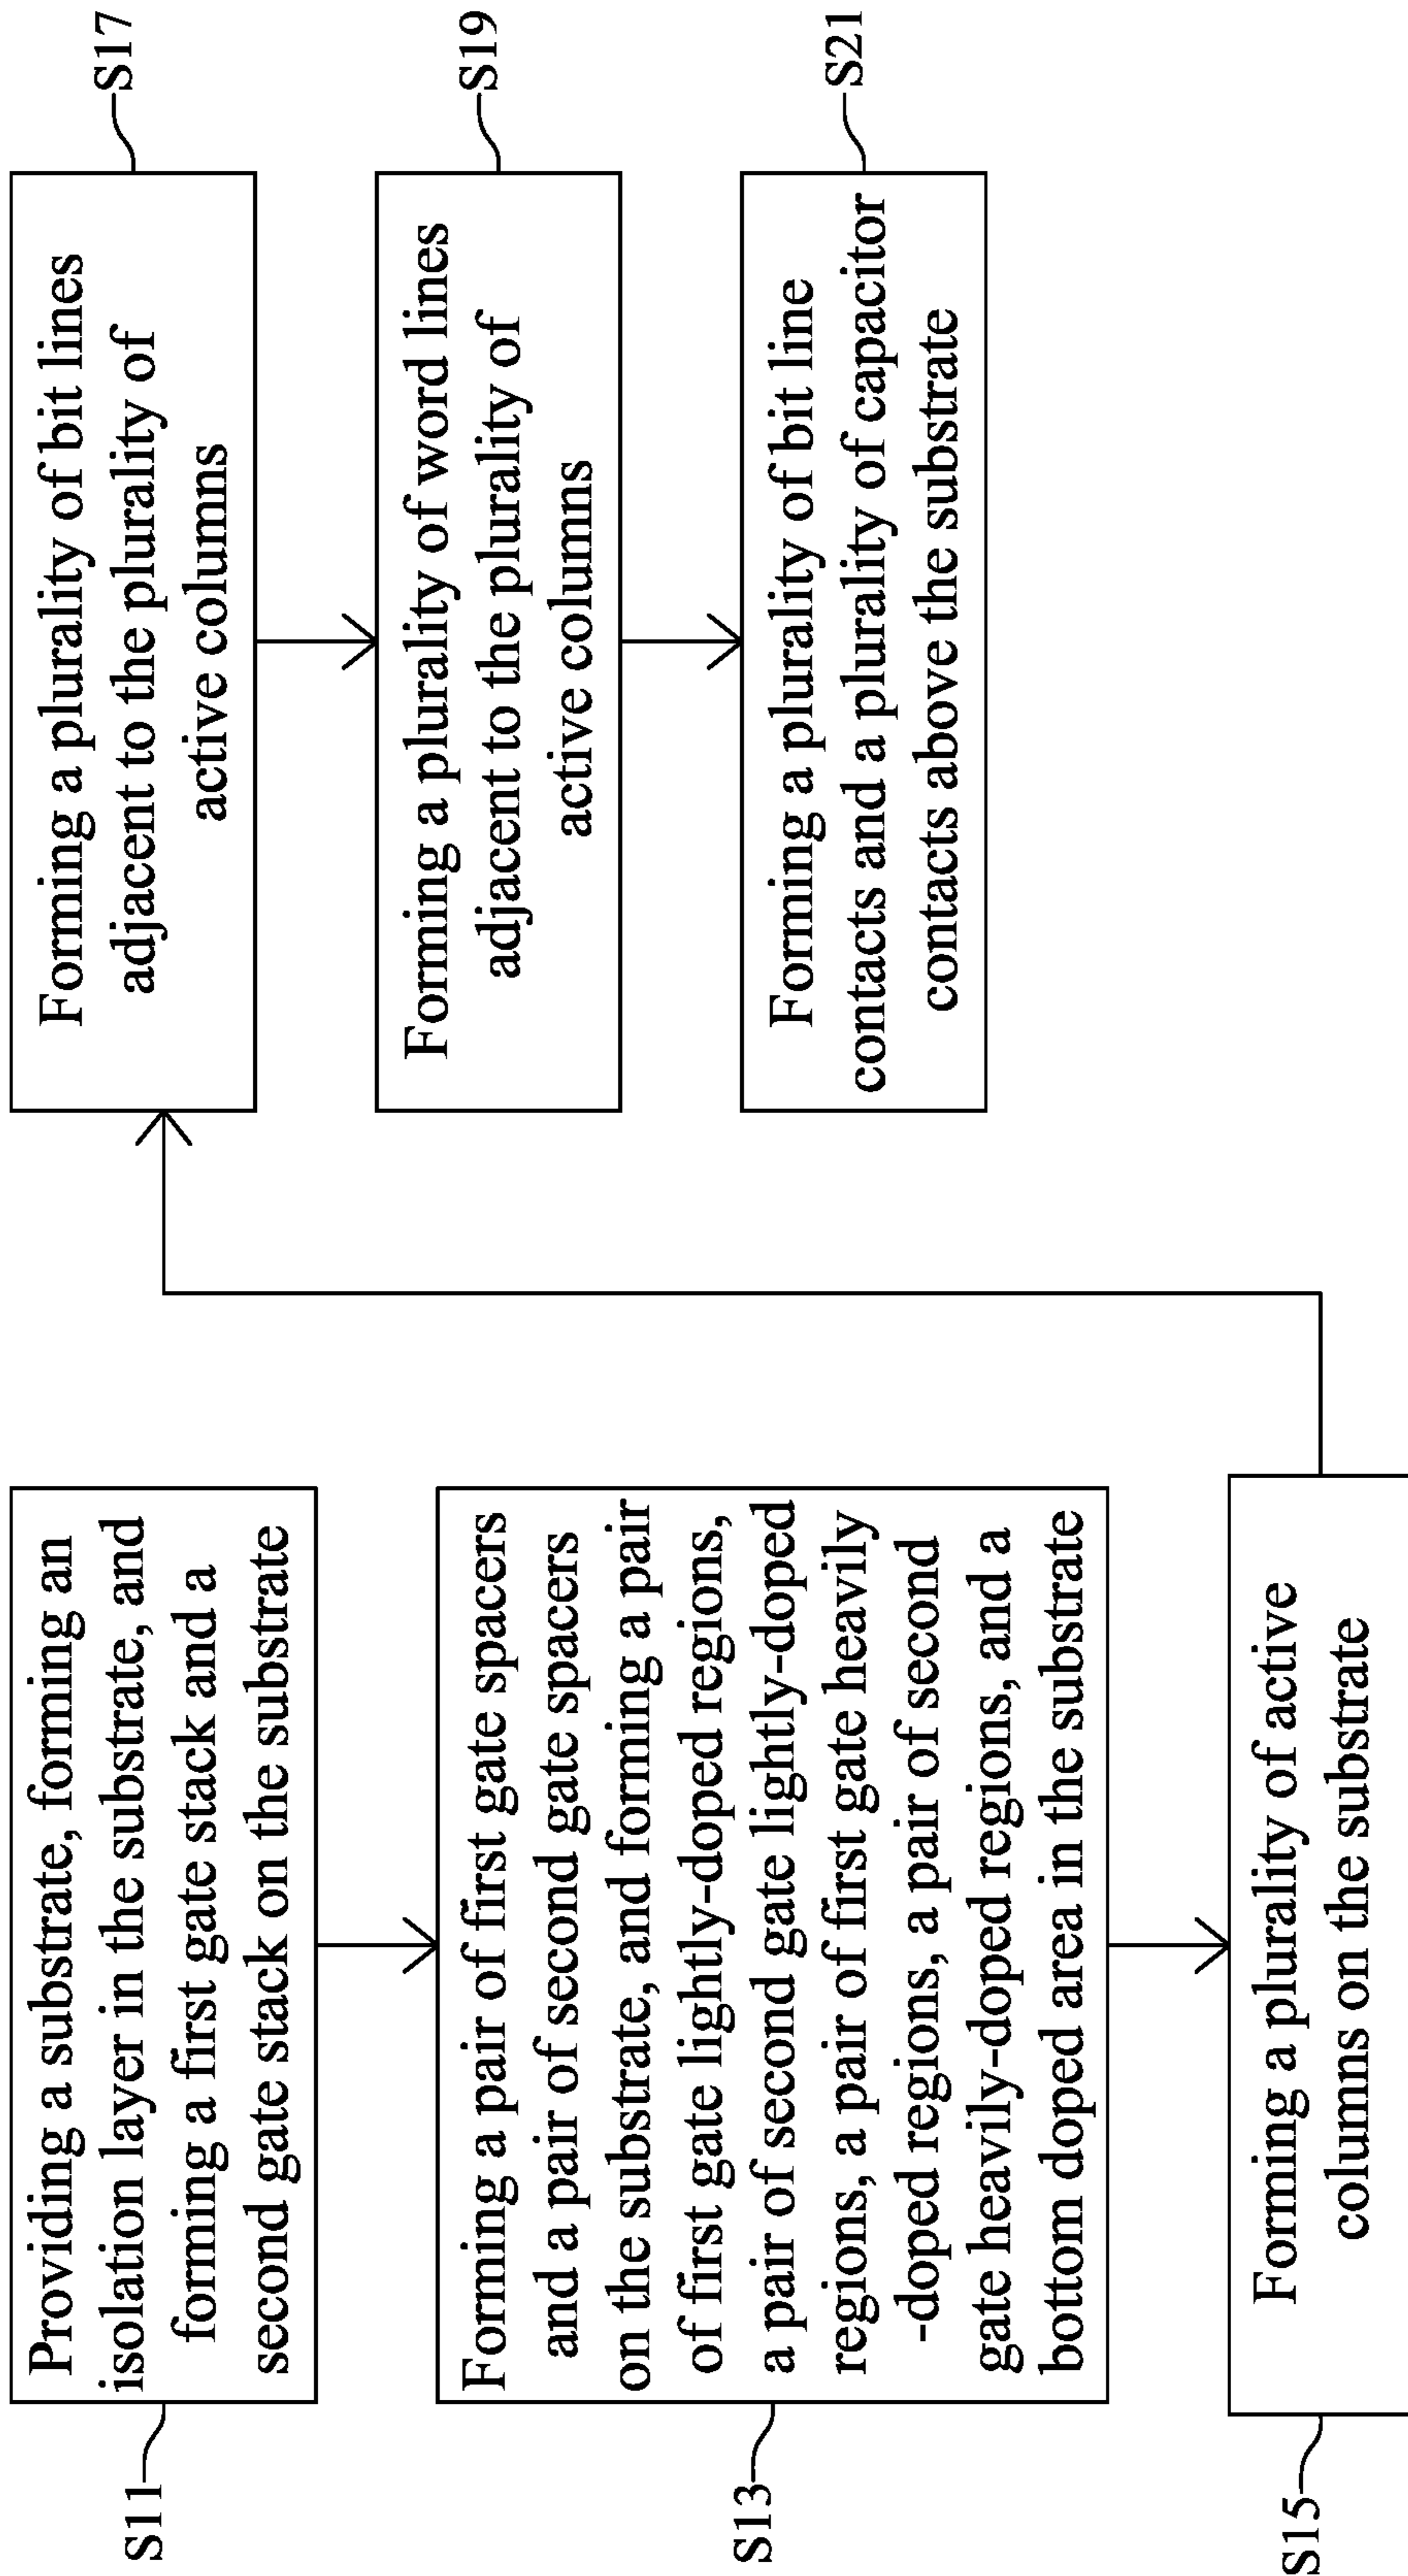 S11
Providing a substrate, forming an
isolation layer in the substrate, and
forming a first gate stack and a
second gate stack on the substrate
S13
Forming a pair of first gate spacers
and a pair of second gate spacers
on the substrate, and forming a pair
of first gate lightly-doped regions,
a pair of second gate lightly-doped
regions, a pair of first gate heavily
-doped regions, a pair of second
gate heavily-doped regions, and a
bottom doped area in the substrate
S15
Forming a plurality of active
columns on the substrate
Forming a plurality of bit lines
adjacent to the plurality of
active columns
S17
Forming a plurality of word lines
adjacent to the plurality of
active columns
S19
Forming a plurality of bit line
contacts and a plurality of capacitor
contacts above the substrate
S21